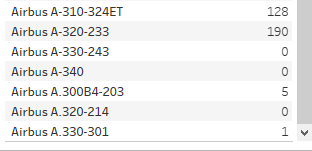 Airbus A-310-324ET 128
Airbus A-320-233 190
Airbus A-330-243 0
Airbus A-340 0
Airbus A.300B4-203 5
Airbus A.320-214 0
Airbus A.330-301 1